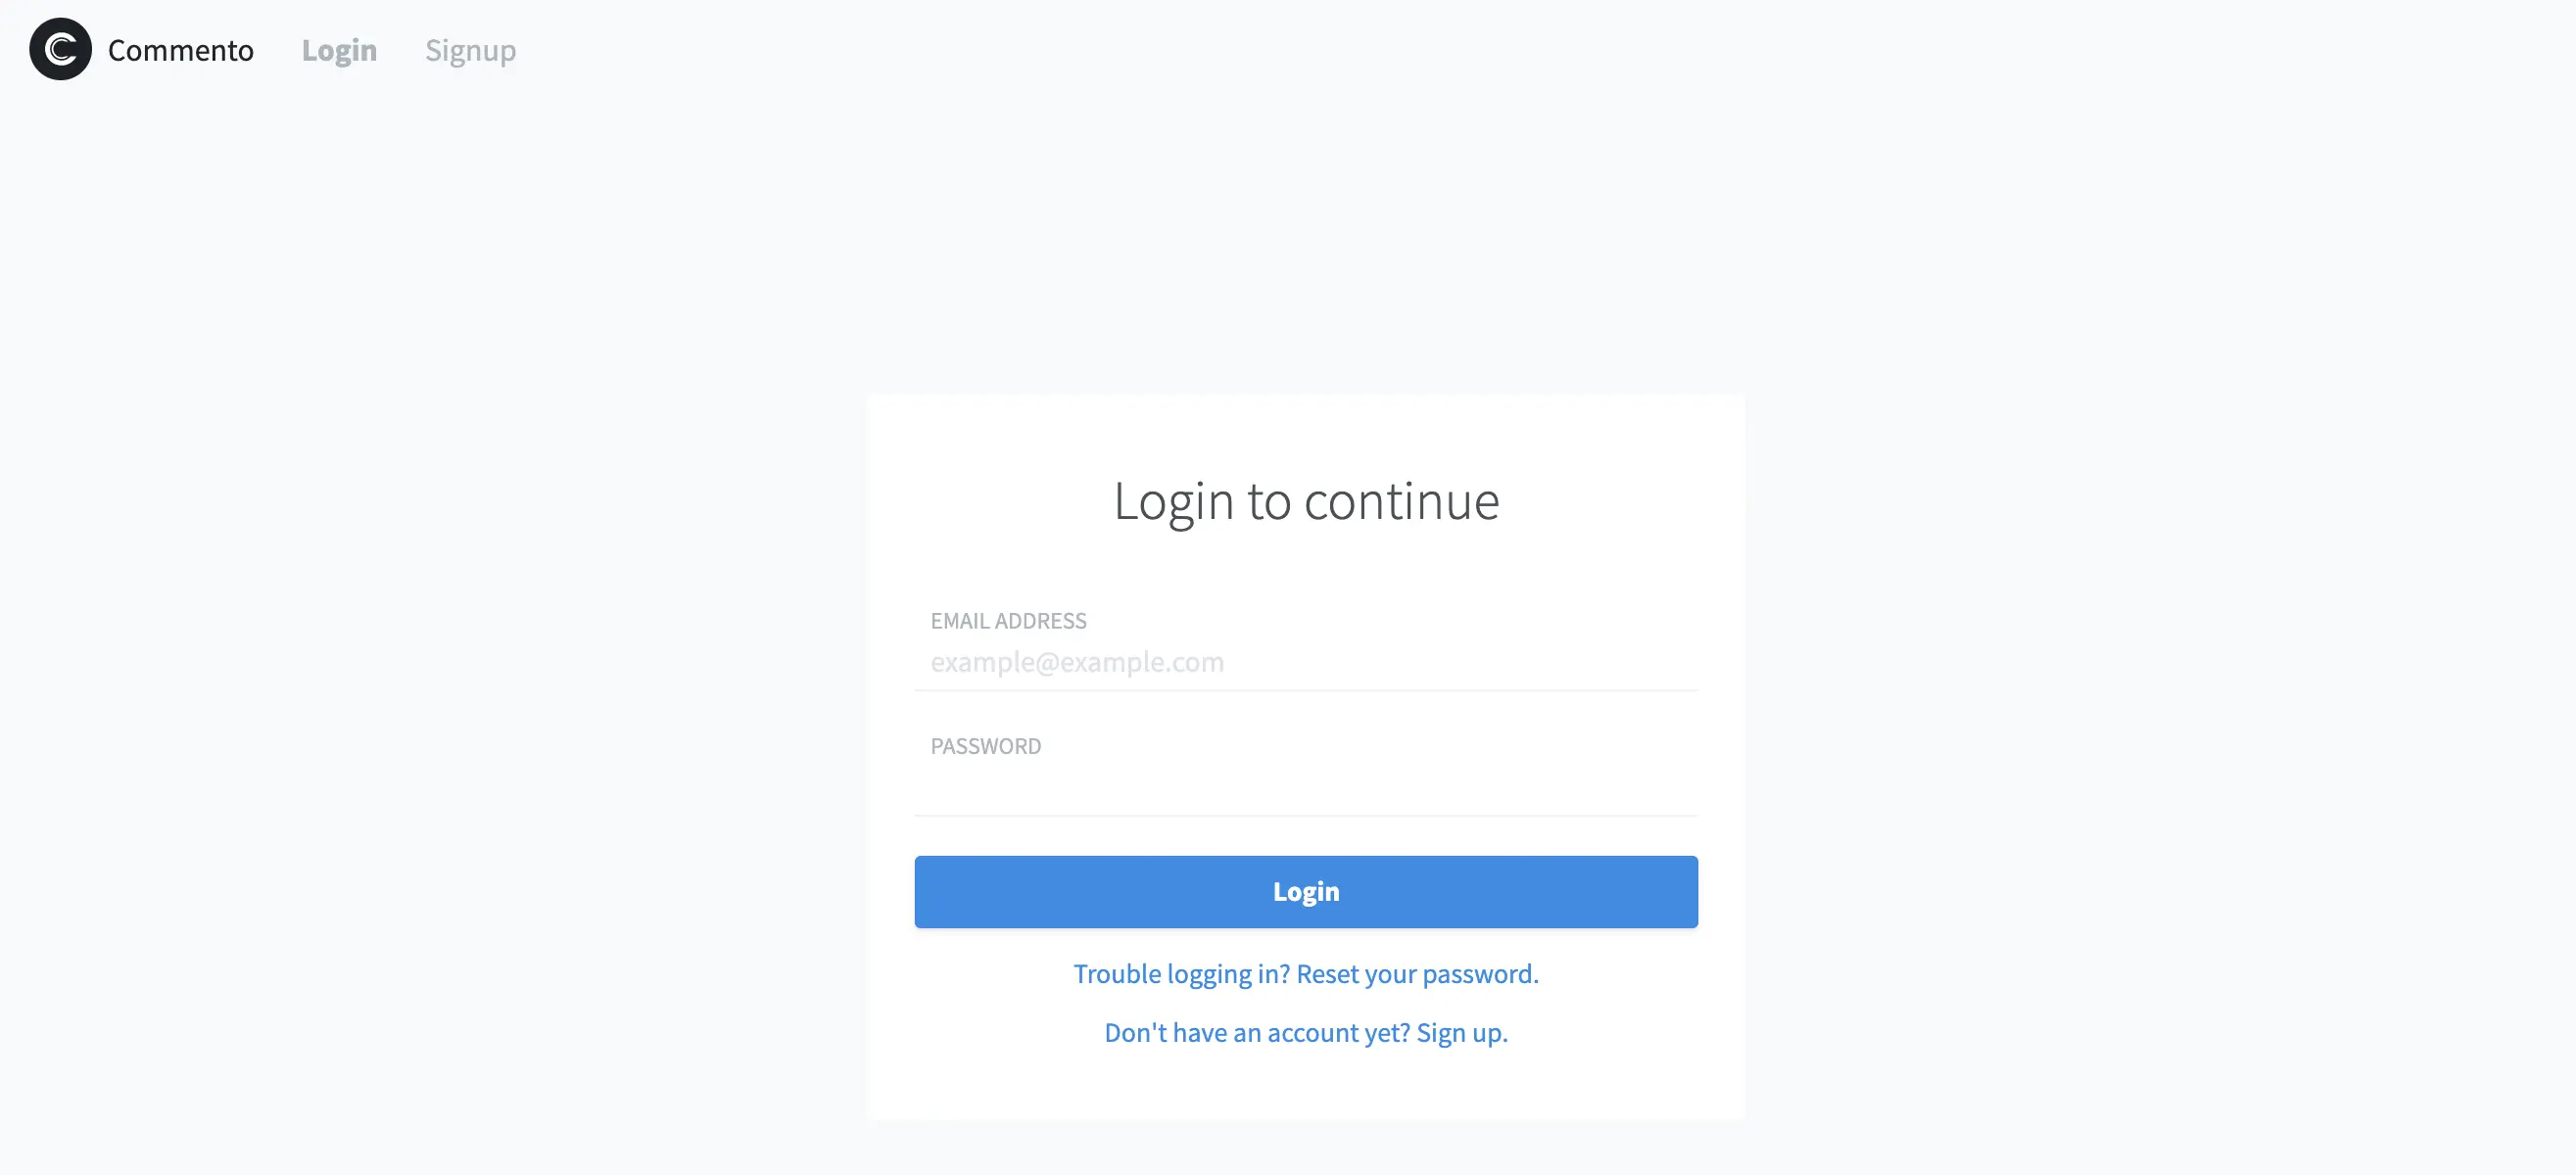 Commento Login Signup
Login to continue
EMAIL ADDRESS
example@example.com
PASSWORD
Login
Trouble logging in? Reset your password.
Don't have an account yet? Sign up.